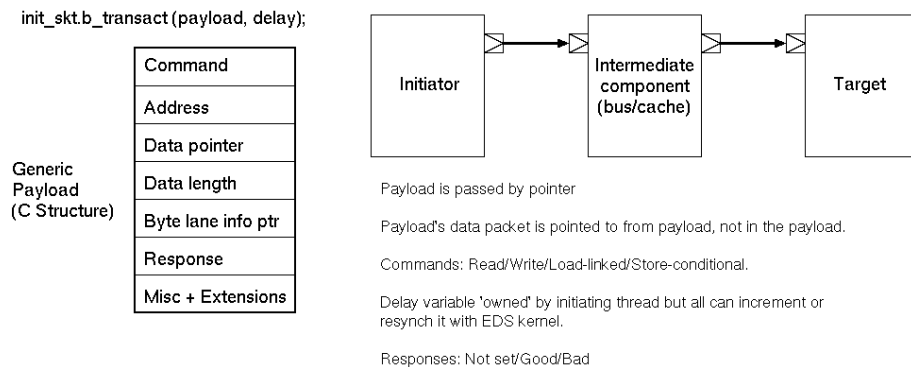 init_skt.b_transact (payload, delay);
Generic
Payload
(C Structure)
Command
Address
Data pointer
Data length
Byte lane info ptr
Response
Misc + Extensions
Initiator
Intermediate
component
(bus/cache)
Target
Payload is passed by pointer
Payload's data packet is pointed to from payload, not in the payload.
Commands: Read/Write/Load-linked/Store-conditional.
Delay variable 'owned' by initiating thread but all can increment or
resynch it with EDS kernel.
Responses: Not set/Good/Bad